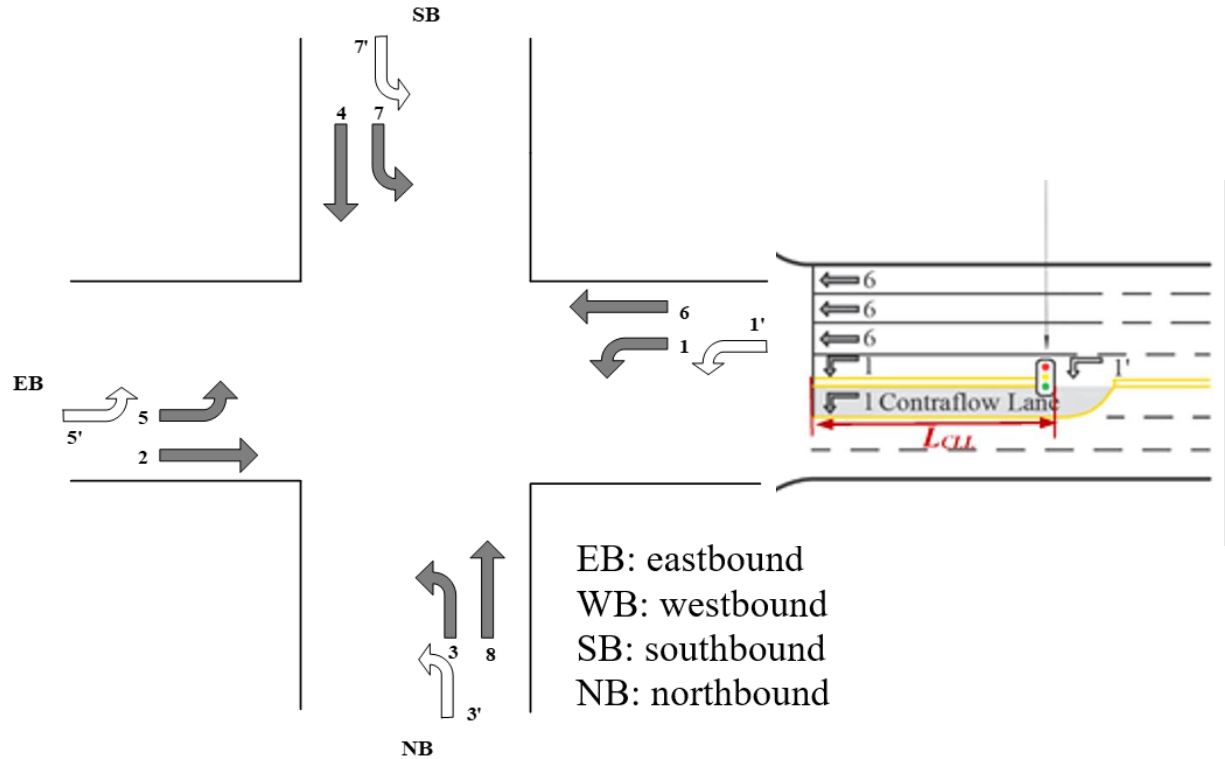 SB
7'
4 7
6
1'
1
EB
5'
5
2
3
8
3'
NB
6
6
6
1
1'
1 Contraflow Lane
LCLL
EB: eastbound
WB: westbound
SB: southbound
NB: northbound